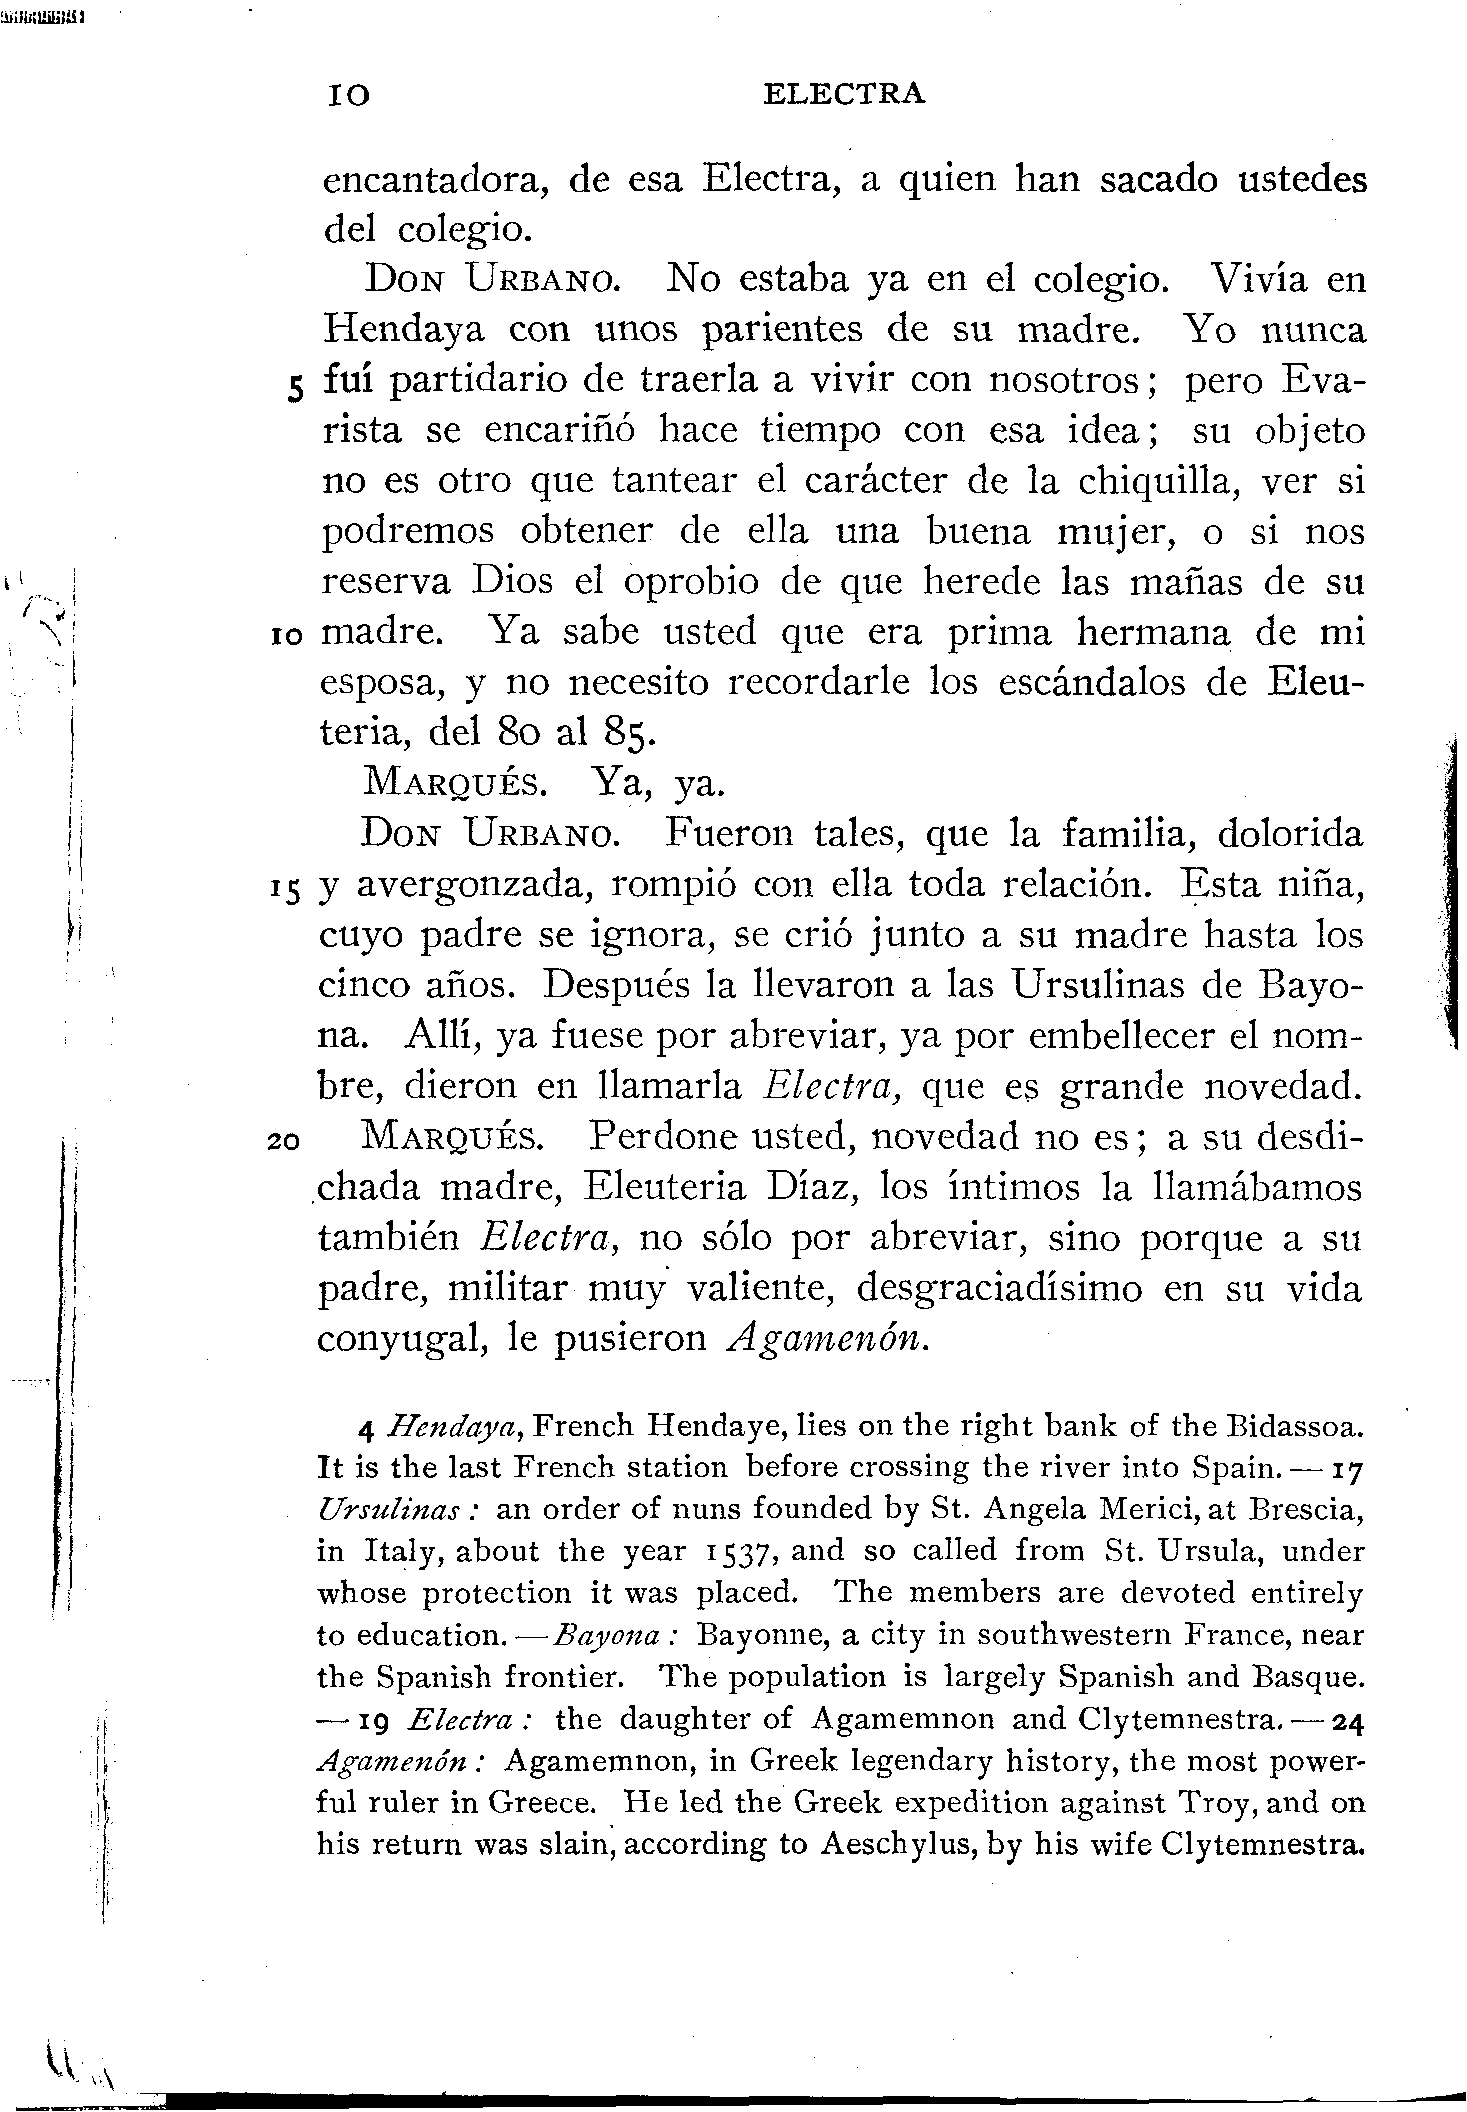 10 ELECTRA
encantadora, de esa Electra, a quien han sacado ustedes
del colegio.
DON URBANO. No estaba ya en el colegio. Vivía en
Hendaya con unos parientes de su madre. Yo nunca
5 fuí partidario de traerla a vivir con nosotros; pero Eva-
rista se encariñó hace tiempo con esa idea; su objeto
no es otro que tantear el carácter de la chiquilla, ver si
podremos obtener de ella una buena mujer, o si nos
reserva Dios el oprobio de que herede las mañas de su
10 madre. Ya sabe usted que era prima hermana de mi
esposa, y no necesito recordarle los escándalos de Eleu-
teria, del 80 al 85.
MARQUÉS. Ya, ya.
DON URBANO. Fueron tales, que la familia, dolorida
15 y avergonzada, rompió con ella toda relación. Esta niña,
cuyo padre se ignora, se crió junto a su madre hasta los
cinco años. Después la llevaron a las Ursulinas de Bayo-
na. Allí, ya fuese por abreviar, ya por embellecer el nom-
bre, dieron en llamarla Electra, que es grande novedad.
20 MARQUÉS. Perdone usted, novedad no es; a su desdi-
chada madre, Eleuteria Díaz, los íntimos la llamábamos
también Electra, no sólo por abreviar, sino porque a su
padre, militar muy valiente, desgraciadísimo en su vida
conyugal, le pusieron Agamenón.
4 Hendaya, French Hendaye, lies on the right bank of the Bidassoa.
It is the last French station before crossing the river into Spain. — 17
Ursulinas: an order of nuns founded by St. Angela Merici, at Brescia,
in Italy, about the year 1537, and so called from St. Ursula, under
whose protection it was placed. The members are devoted entirely
to education. — Bayona: Bayonne, a city in southwestern France, near
the Spanish frontier. The population is largely Spanish and Basque.
— 19 Electra: the daughter of Agamemnon and Clytemnestra. — 24
Agamenón: Agamemnon, in Greek legendary history, the most power-
ful ruler in Greece. He led the Greek expedition against Troy, and on
his return was slain, according to Aeschylus, by his wife Clytemnestra.